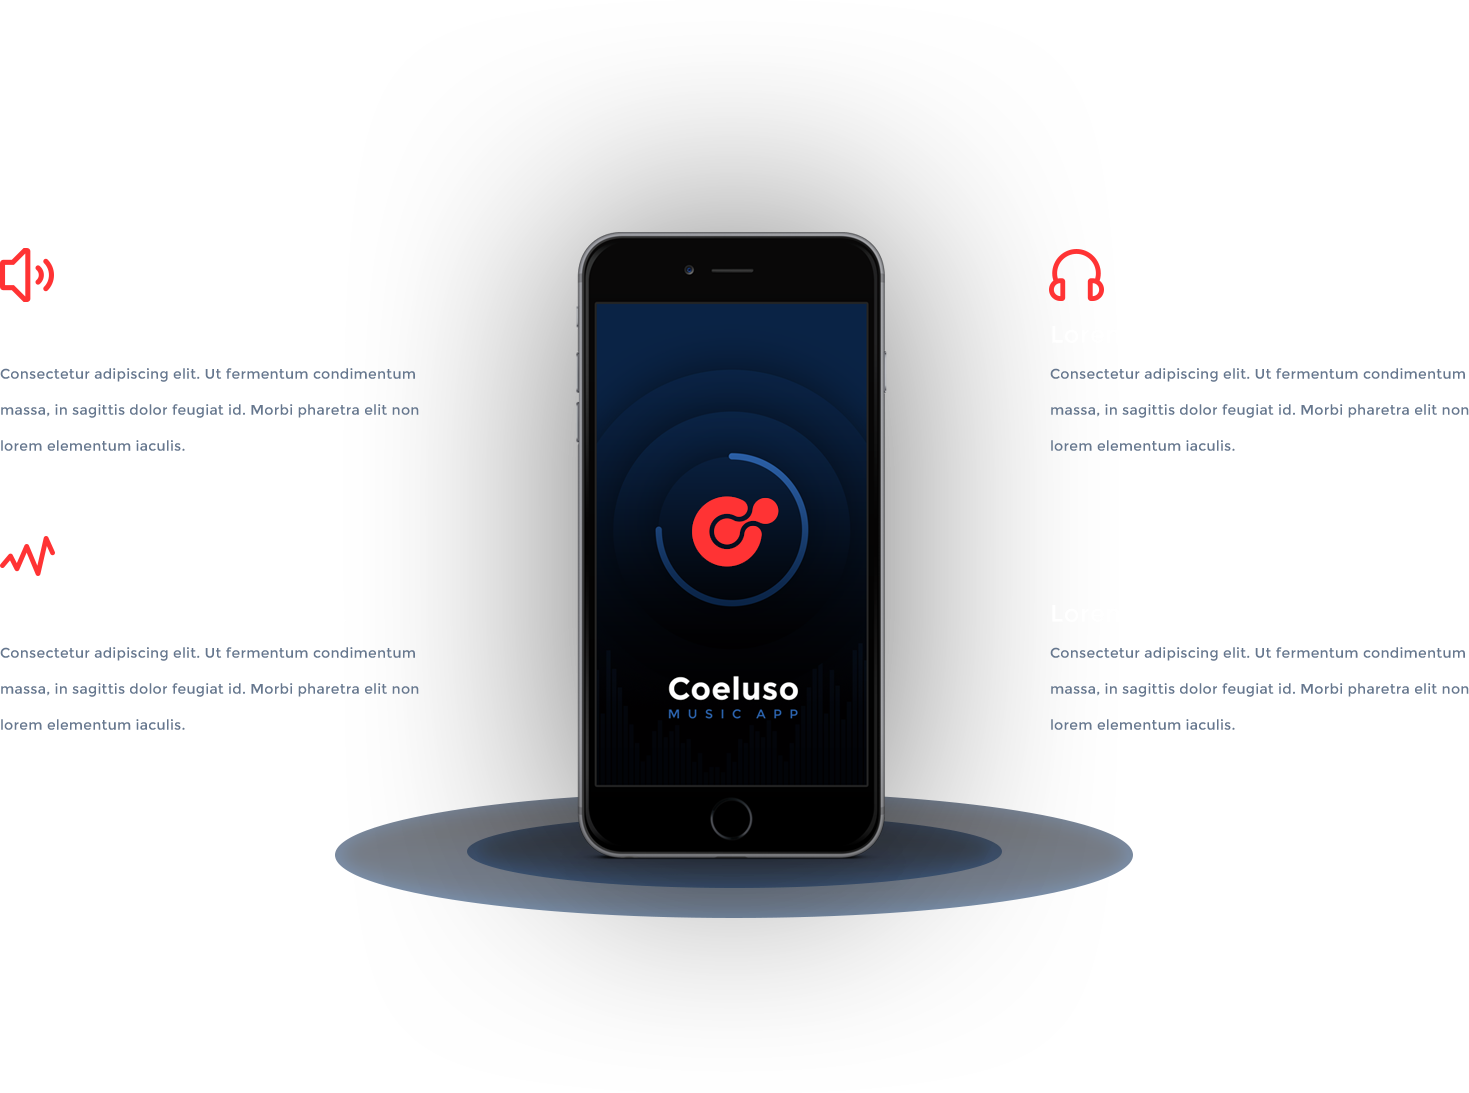 Consectetur adipiscing elit. Ut fermentum condimentum
massa, in sagittis dolor feugiat id. Morbi pharetra elit non
lorem elementum iaculis.
Consectetur adipiscing elit. Ut fermentum condimentum
massa, in sagittis dolor feugiat id. Morbi pharetra elit non
lorem elementum iaculis.
Coeluso
MUSIC APP
Consectetur adipiscing elit. Ut fermentum condimentum
massa, in sagittis dolor feugiat id. Morbi pharetra elit non
lorem elementum iaculis.
Consectetur adipiscing elit. Ut fermentum condimentum
massa, in sagittis dolor feugiat id. Morbi pharetra elit non
lorem elementum iaculis.